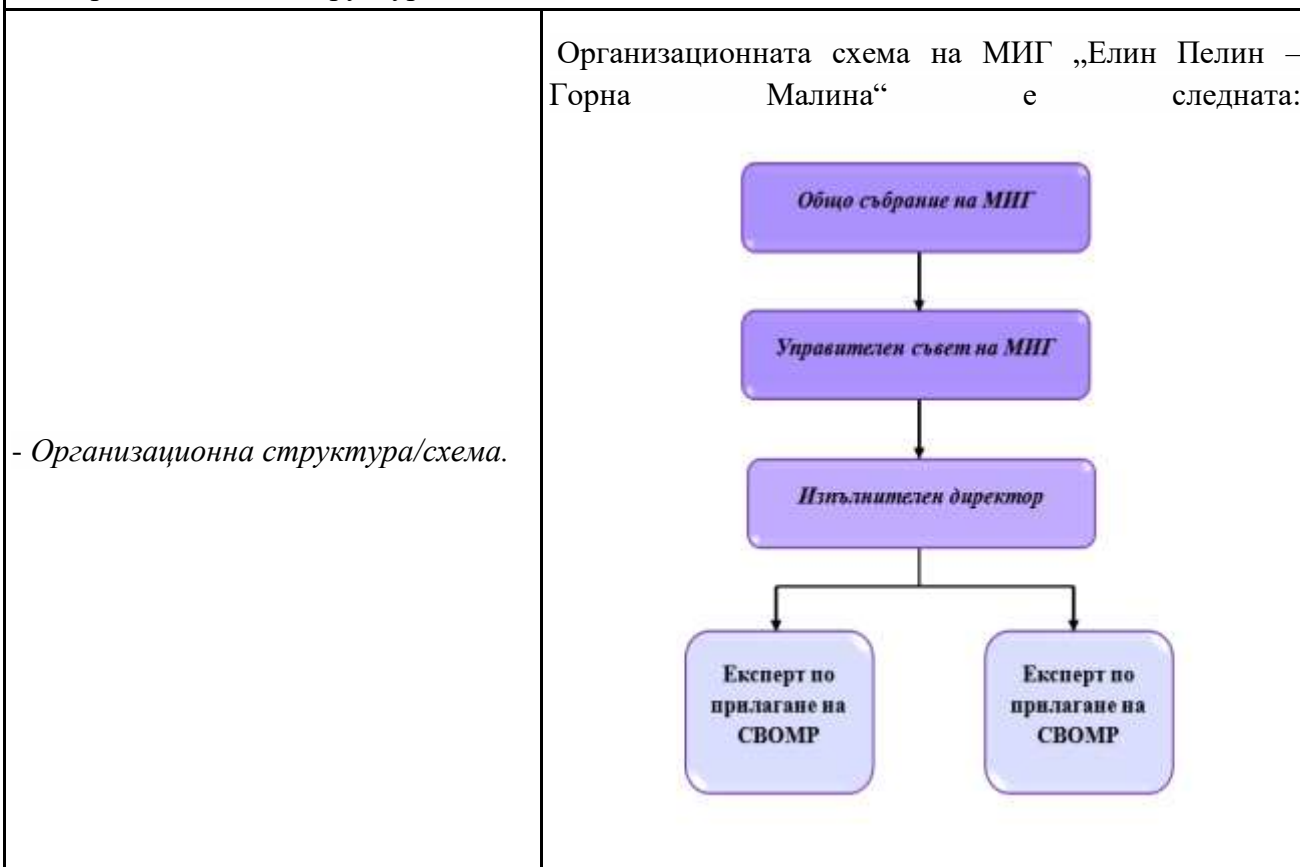 - Организационна структура/схема.
Организационната схема на МИГ „Елин Пелин –
Горна Малина“ е следната:
Общо събрание на МИГ
Управителен съвет на МИГ
Изпълнителен директор
Експерт по
прилагане на
СВОМР
Експерт по
прилагане на
СВОМР